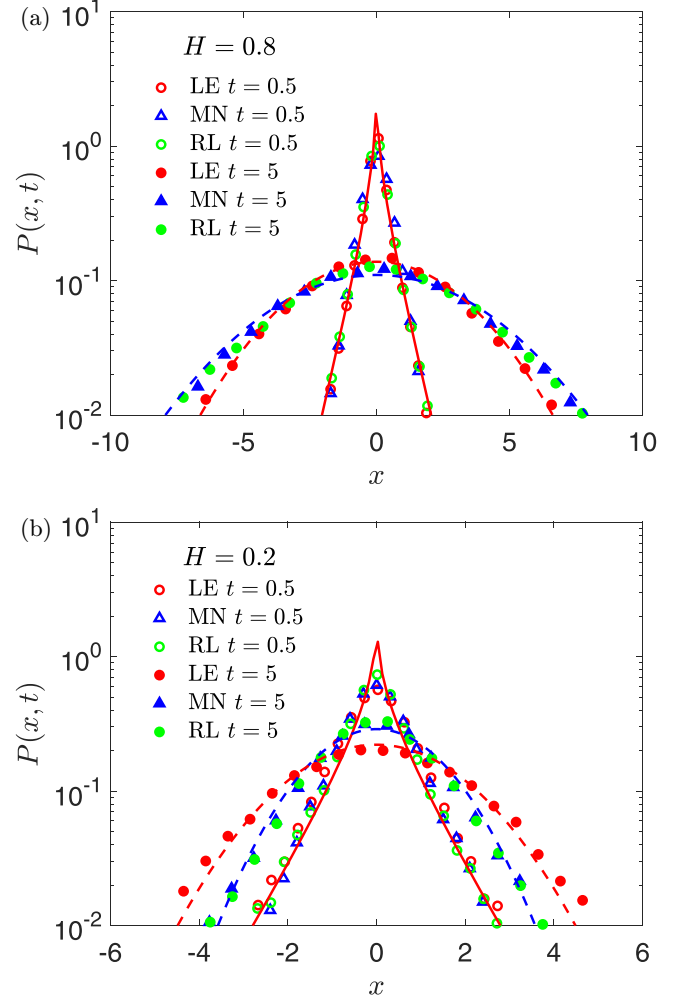 (a)
10^1
10^0
10^-1
10^-2
P(x, t)
H = 0.8
LE t = 0.5
MN t = 0.5
RL t = 0.5
LE t = 5
MN t = 5
RL t = 5
-10 -5 0 5 10
x
(b)
10^1
10^0
10^-1
10^-2
P(x, t)
H = 0.2
LE t = 0.5
MN t = 0.5
RL t = 0.5
LE t = 5
MN t = 5
RL t = 5
-6 -4 -2 0 2 4 6
x